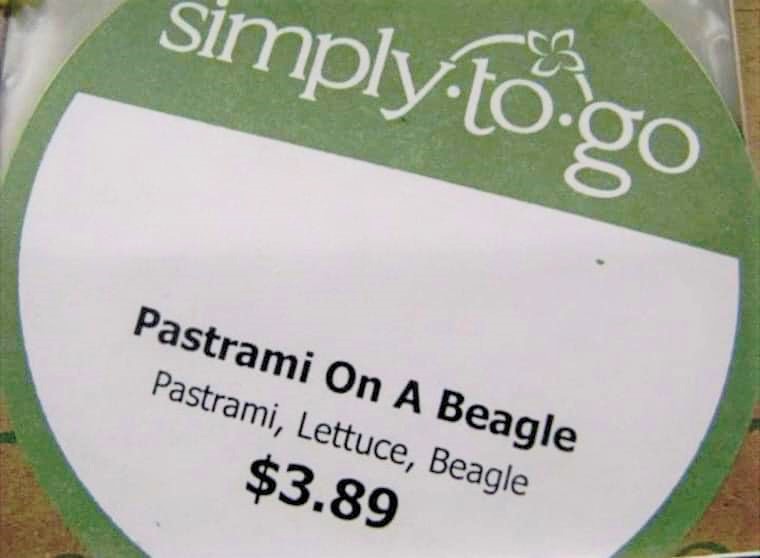 simply·to·go
Pastrami On A Beagle
Pastrami, Lettuce, Beagle
$3.89